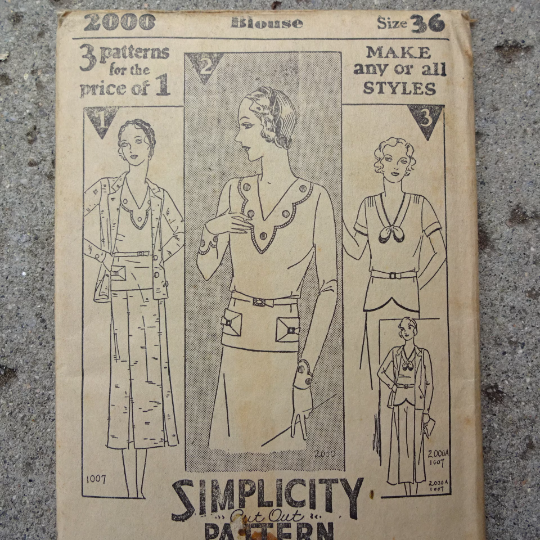 2000 Blouse Size 36
3 patterns
for the
price of 1
MAKE
any or all
STYLES
1
2
3
1007
SIMPLICITY
Cut Out
PATTERN
1007